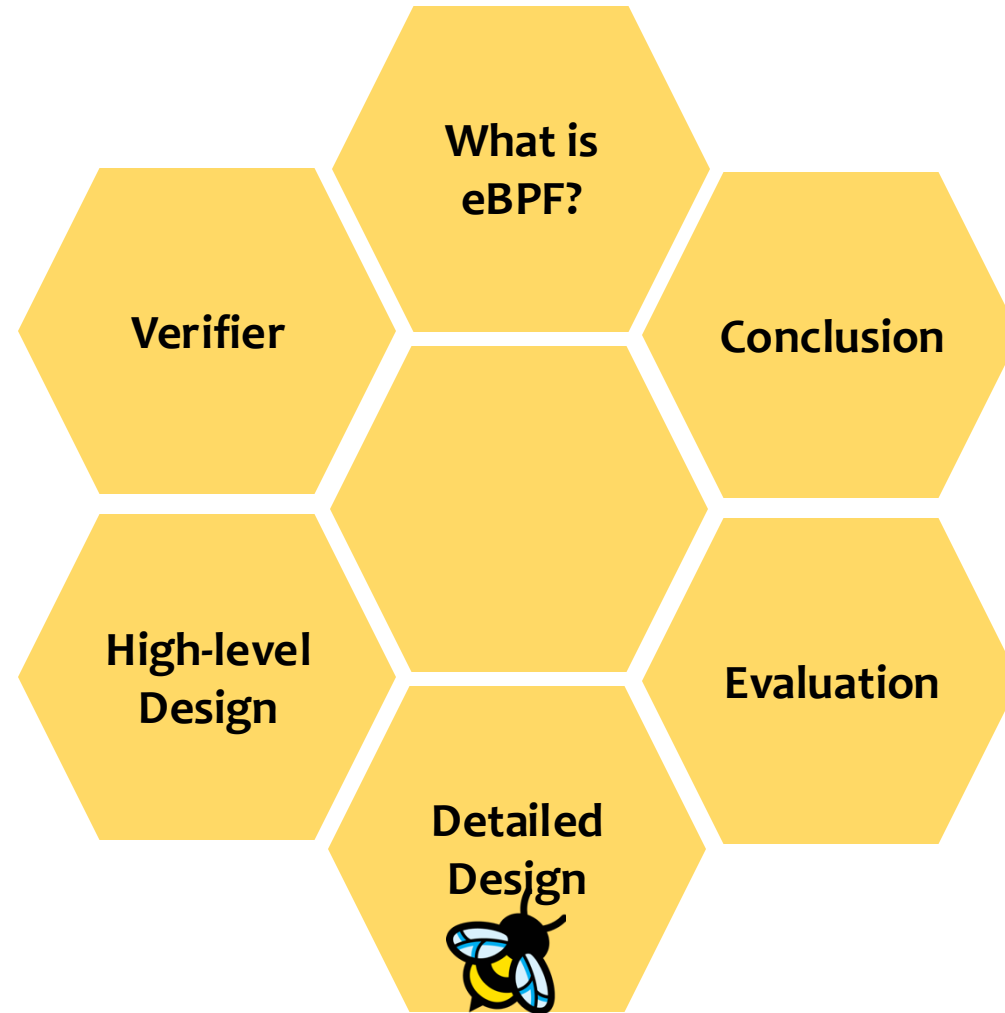 What is
eBPF?
Verifier
Conclusion
High-level
Design
Evaluation
Detailed
Design